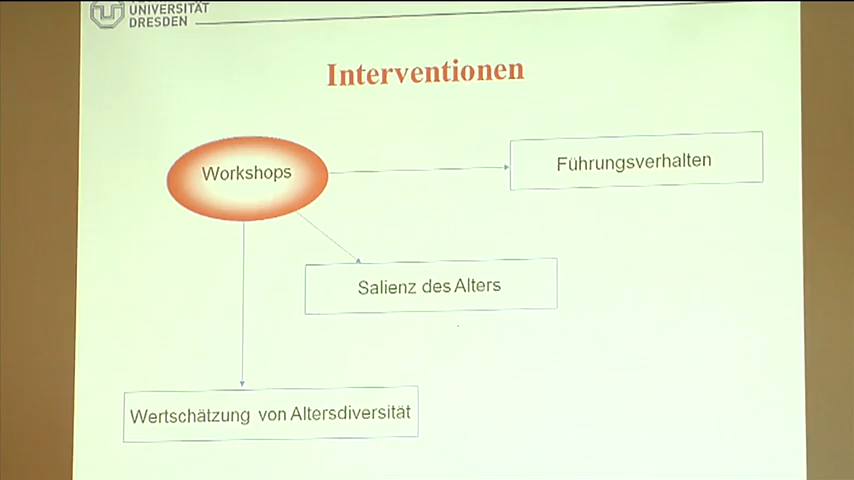 UNIVERSITÄT
DRESDEN
Interventionen
Workshops
Führungsverhalten
Salienz des Alters
Wertschätzung von Altersdiversität